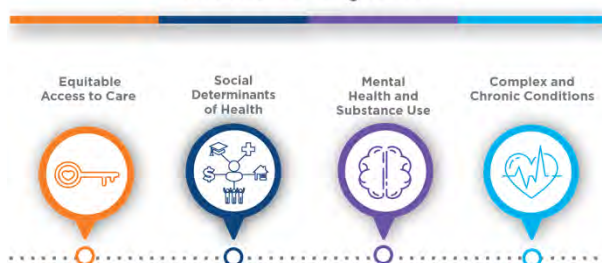 Equitable
Access to Care
Social
Determinants
of Health
Mental
Health and
Substance Use
Complex and
Chronic Conditions